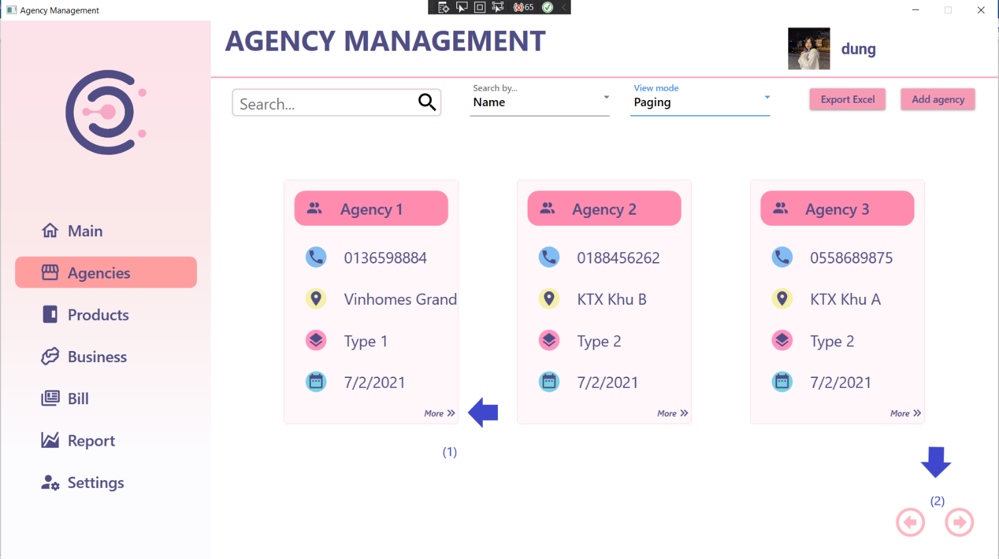 Agency Management
65
AGENCY MANAGEMENT
dung
Search...
Search by...
Name
View mode
Paging
Export Excel
Add agency
Main
Agencies
Products
Business
Bill
Report
Settings
Agency 1
0136598884
Vinhomes Grand
Type 1
7/2/2021
More
Agency 2
0188456262
KTX Khu B
Type 2
7/2/2021
More
Agency 3
0558689875
KTX Khu A
Type 2
7/2/2021
More
(1)
(2)